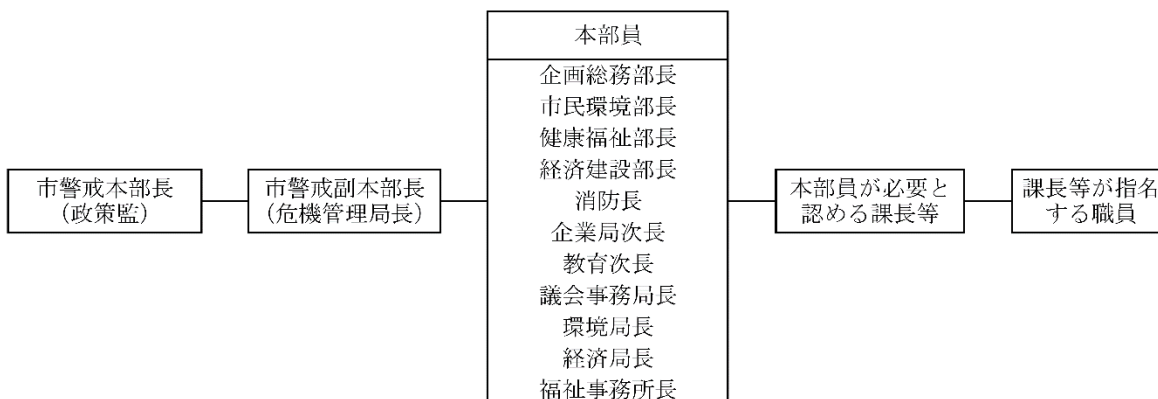 市警戒本部長
(政策監)
市警戒副本部長
(危機管理局長)
本部員
企画総務部長
市民環境部長
健康福祉部長
経済建設部長
消防長
企業局次長
教育次長
議会事務局長
環境局長
経済局長
福祉事務所長
本部員が必要と
認める課長等
課長等が指名
する職員